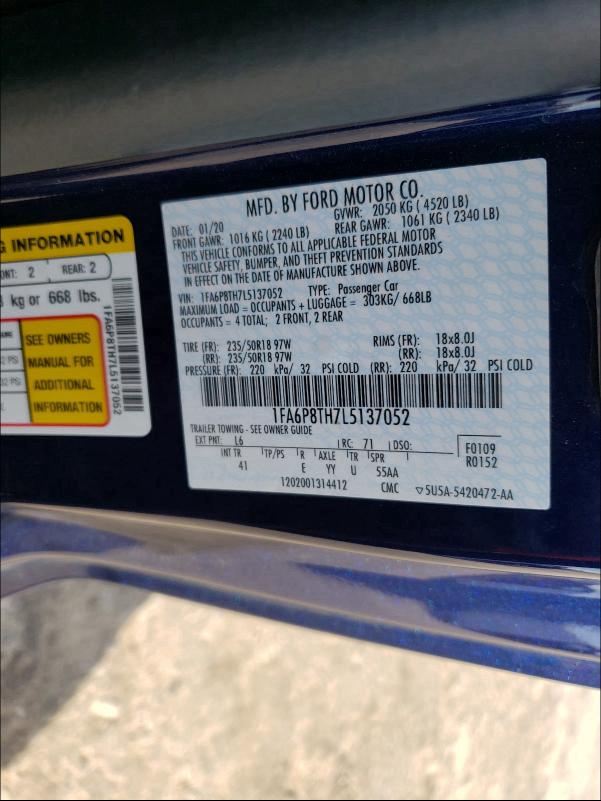 G INFORMATION
ONT: 2 REAR: 2
kg or 668 lbs.
SEE OWNERS
MANUAL FOR
ADDITIONAL
INFORMATION
1FA6P8TH7L5137052
MFD. BY FORD MOTOR CO.
DATE: 01/20 GVWR: 2050 KG ( 4520 LB)
FRONT GAWR: 1016 KG ( 2240 LB) REAR GAWR: 1061 KG ( 2340 LB)
THIS VEHICLE CONFORMS TO ALL APPLICABLE FEDERAL MOTOR
VEHICLE SAFETY, BUMPER, AND THEFT PREVENTION STANDARDS
IN EFFECT ON THE DATE OF MANUFACTURE SHOWN ABOVE.
VIN: 1FA6P8TH7L5137052 TYPE: Passenger Car
MAXIMUM LOAD = OCCUPANTS + LUGGAGE = 303KG/ 668LB
OCCUPANTS = 4 TOTAL; 2 FRONT, 2 REAR
TIRE (FR): 235/50R18 97W RIMS (FR): 18x8.0J
(RR): 235/50R18 97W (RR): 18x8.0J
PRESSURE (FR): 220 kPa/ 32 PSI COLD (RR): 220 kPa/ 32 PSI COLD
1FA6P8TH7L5137052
TRAILER TOWING - SEE OWNER GUIDE
EXT PNT: L6 RC: 71 DSO: F0109
INT TR TP/PS R AXLE TR SPR R0152
41 E YY U 55AA
1202001314412 CMC ▽5U5A-5420472-AA